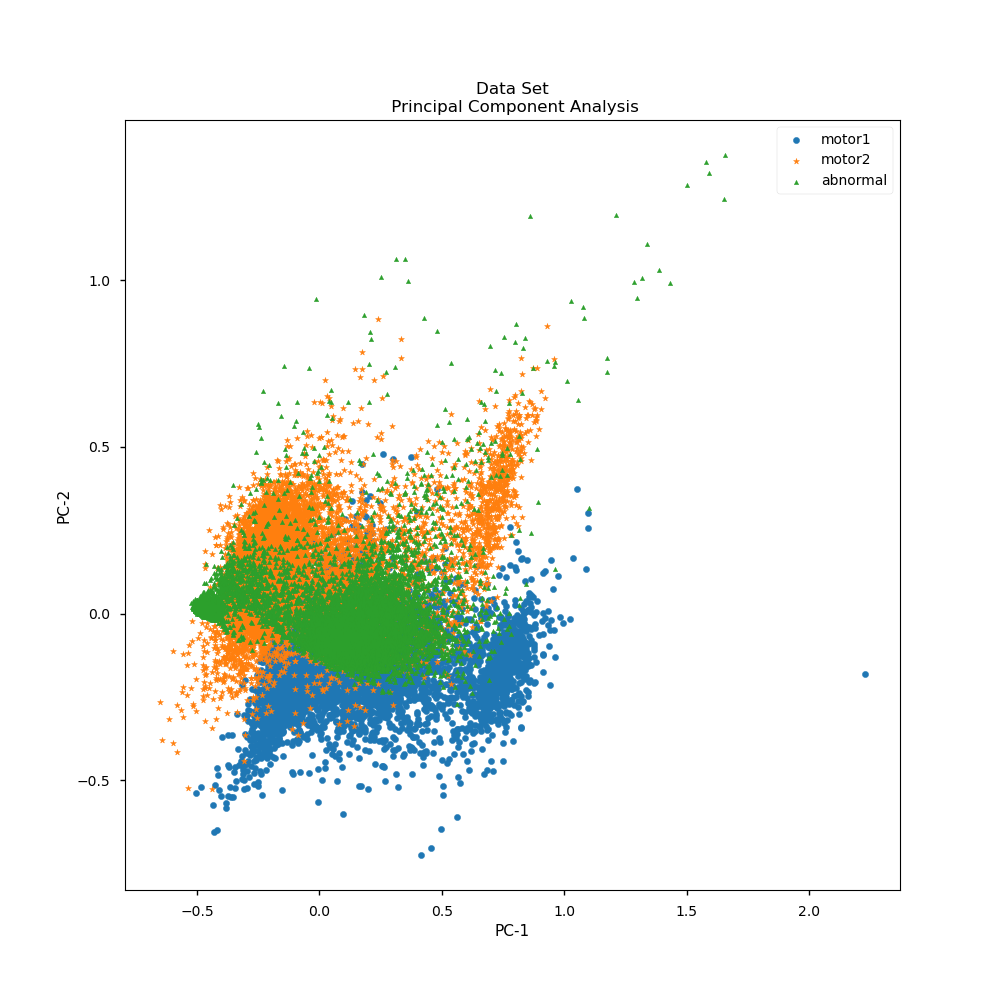 Data Set
Principal Component Analysis
motor1
motor2
abnormal
PC-2
1.0
0.5
0.0
−0.5
−0.5
0.0
0.5
1.0
1.5
2.0
PC-1